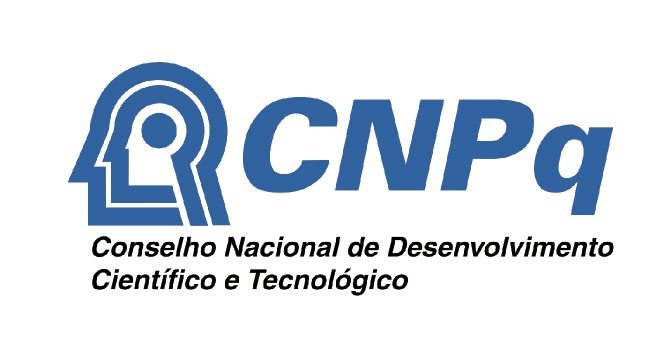 CNPq
Conselho Nacional de Desenvolvimento
Científico e Tecnológico